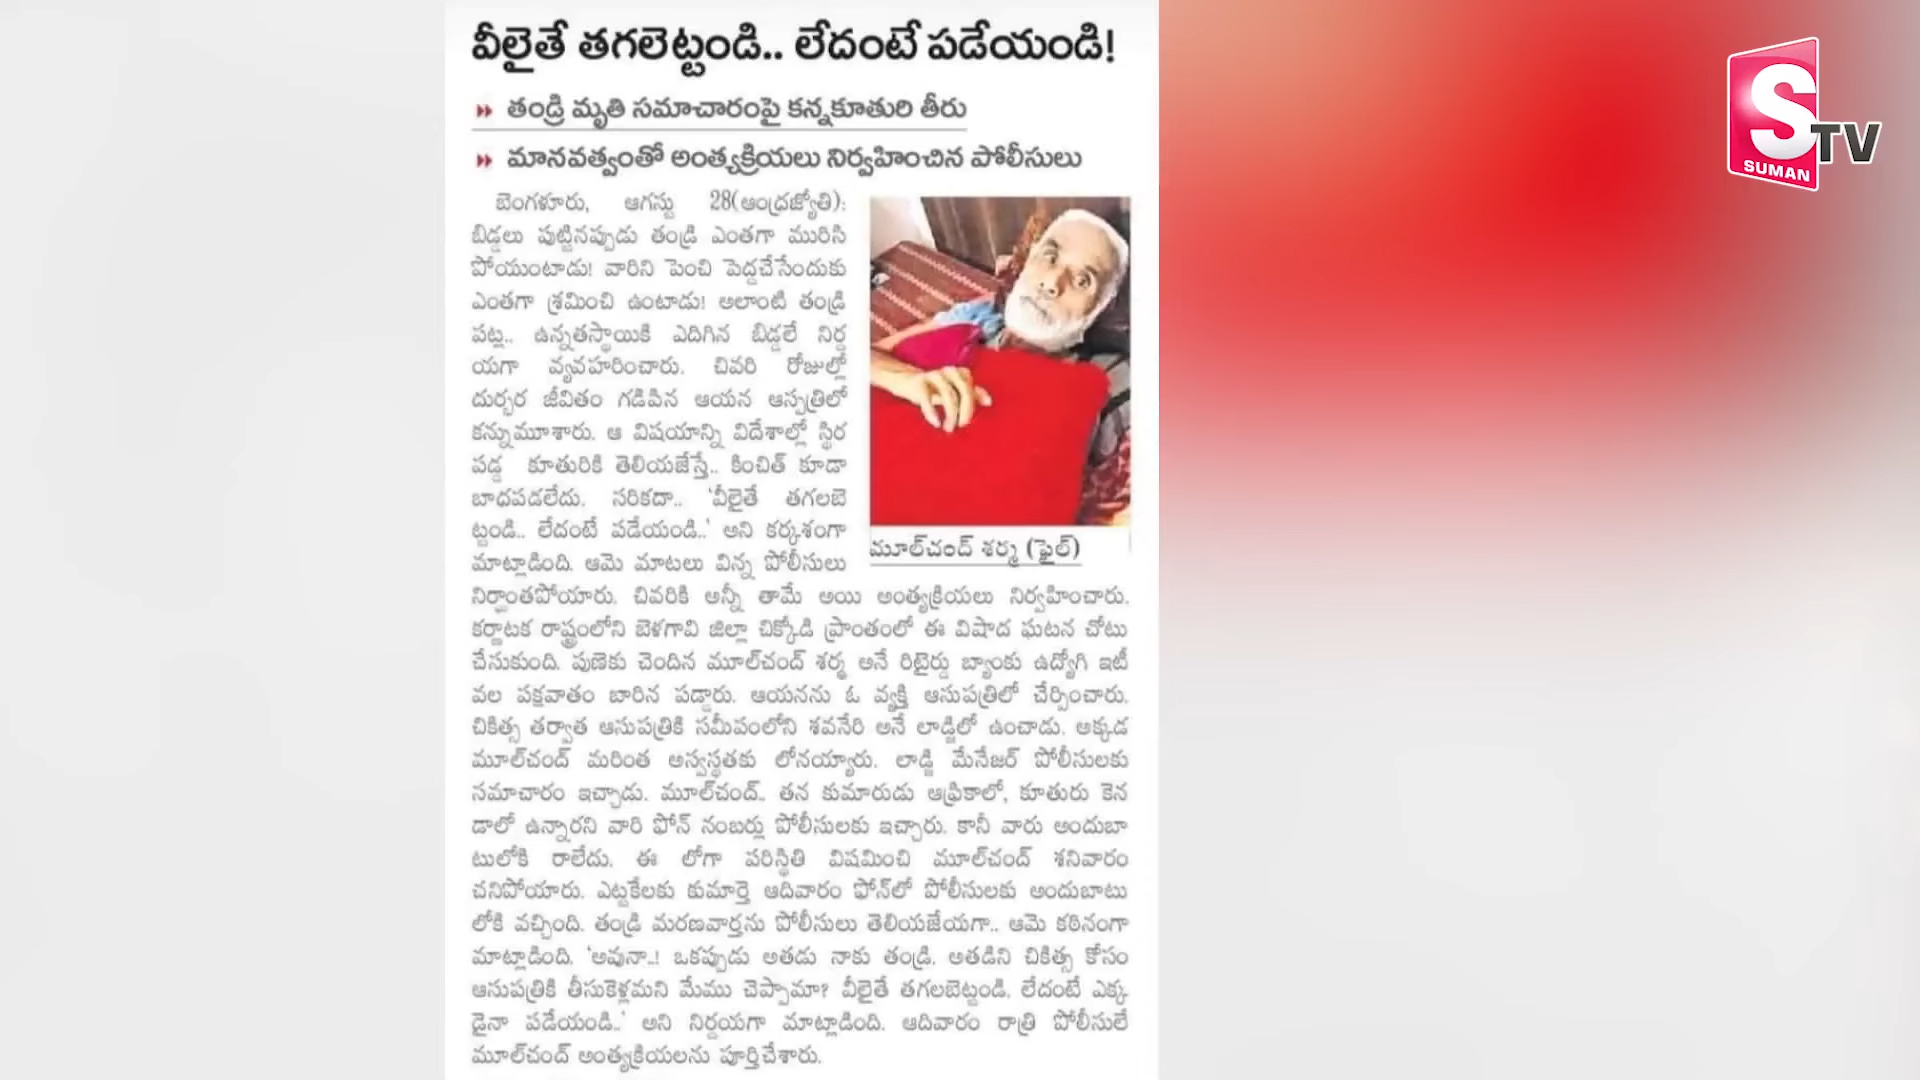 వీలైతే తగలెట్టండి.. లేదంటే పడేయండి!
తండ్రి మృతి సమాచారంపై కన్నకూతురి తీరు
మానవత్వంతో అంత్యక్రియలు నిర్వహించిన పోలీసులు
బెంగళూరు, ఆగస్టు 28(ఆంధ్రజ్యోతి):
బిడ్డలు పుట్టినప్పుడు తండ్రి ఎంతగా మురిసి
పోయుంటాడు! వారిని పెంచి పెద్దచేసేందుకు
ఎంతగా శ్రమించి ఉంటాడు! అలాంటి తండ్రి
పట్ల.. ఉన్నతస్థాయికి ఎదిగిన బిడ్డలే నిర్ద
యగా వ్యవహరించారు. చివరి రోజుల్లో
దుర్భర జీవితం గడిపిన ఆయన ఆస్పత్రిలో
కన్నుమూశారు. ఆ విషయాన్ని విదేశాల్లో స్థిర
పడ్డ కూతురికి తెలియజేస్తే.. కించిత్ కూడా
బాధపడలేదు. సరికదా.. 'వీలైతే తగలబె
ట్టండి.. లేదంటే పడేయండి..' అని కర్కశంగా
మాట్లాడింది. ఆమె మాటలు విన్న పోలీసులు
నిర్ఘాంతపోయారు. చివరికి అన్నీ తామే అయి అంత్యక్రియలు నిర్వహించారు.
కర్ణాటక రాష్ట్రంలోని బెళగావి జిల్లా చిక్కోడి ప్రాంతంలో ఈ విషాద ఘటన చోటు
చేసుకుంది. పుణెకు చెందిన మూల్‌చంద్ శర్మ అనే రిటైర్డు బ్యాంకు ఉద్యోగి ఇటీ
వల పక్షవాతం బారిన పడ్డారు. ఆయనను ఓ వ్యక్తి ఆసుపత్రిలో చేర్పించారు.
చికిత్స తర్వాత ఆసుపత్రికి సమీపంలోని శవనేరి అనే లాడ్జిలో ఉంచాడు. అక్కడ
మూల్‌చంద్ మరింత అస్వస్థతకు లోనయ్యారు. లాడ్జి మేనేజర్ పోలీసులకు
సమాచారం ఇచ్చాడు. మూల్‌చంద్.. తన కుమారుడు ఆఫ్రికాలో, కూతురు కెన
డాలో ఉన్నారని వారి ఫోన్ నంబర్లు పోలీసులకు ఇచ్చారు. కానీ వారు అందుబా
టులోకి రాలేదు. ఈ లోగా పరిస్థితి విషమించి మూల్‌చంద్ శనివారం
చనిపోయారు. ఎట్టకేలకు కుమార్తె ఆదివారం ఫోన్‌లో పోలీసులకు అందుబాటు
లోకి వచ్చింది. తండ్రి మరణవార్తను పోలీసులు తెలియజేయగా.. ఆమె కఠినంగా
మాట్లాడింది. 'అవునా..! ఒకప్పుడు అతడు నాకు తండ్రి. అతడిని చికిత్స కోసం
ఆసుపత్రికి తీసుకెళ్లమని మేము చెప్పామా? వీలైతే తగలబెట్టండి. లేదంటే ఎక్క
డైనా పడేయండి..' అని నిర్దయగా మాట్లాడింది. ఆదివారం రాత్రి పోలీసులే
మూల్‌చంద్ అంత్యక్రియలను పూర్తిచేశారు.
మూల్‌చంద్ శర్మ (ఫైల్)
S TV
SUMAN